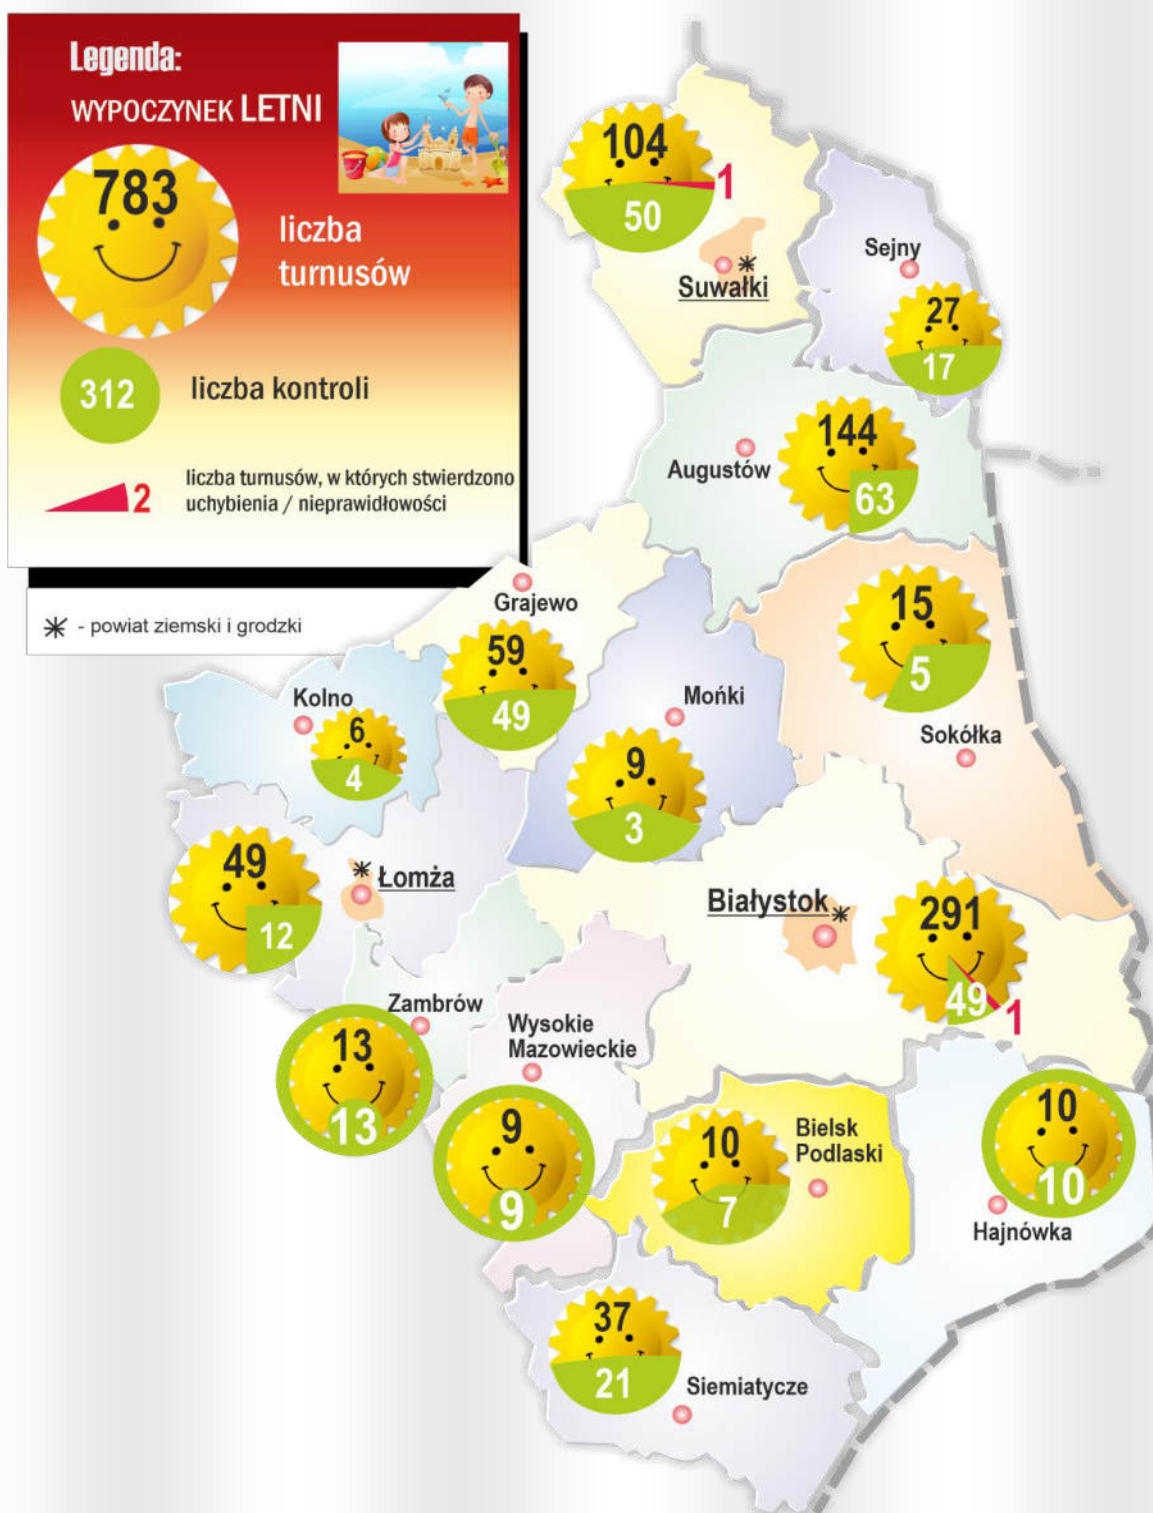 Legenda:
WYPOCZYNEK LETNI
783
liczba
turnusów
312
liczba kontroli
2
liczba turnusów, w których stwierdzono
uchybienia / nieprawidłowości
- powiat ziemski i grodzki
104
1
50
Suwałki
Sejny
27
17
144
Augustów
63
Grajewo
59
49
15
5
Sokółka
Kolno
6
4
Mońki
9
3
49
12
Łomża
Białystok
291
49
1
Zambrów
13
13
Wysokie
Mazowieckie
9
9
10
7
Bielsk
Podlaski
10
10
Hajnówka
37
21
Siemiatycze